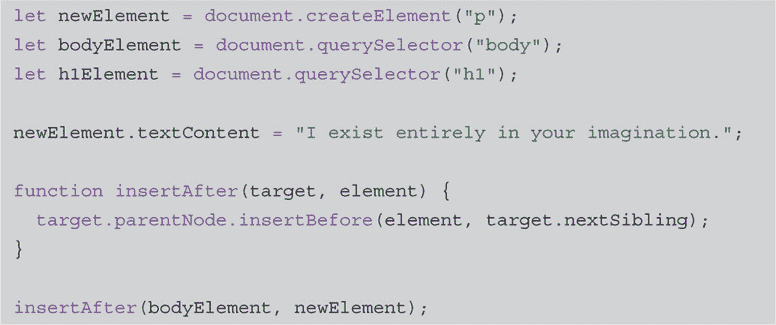 let newElement = document.createElement("p");
let bodyElement = document.querySelector("body");
let h1Element = document.querySelector("h1");
newElement.textContent = "I exist entirely in your imagination.";
function insertAfter(target, element) {
target.parentNode.insertBefore(element, target.nextSibling);
}
insertAfter(bodyElement, newElement);